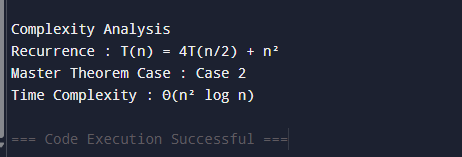 Complexity Analysis
Recurrence : T(n) = 4T(n/2) + n²
Master Theorem Case : Case 2
Time Complexity : Θ(n² log n)
=== Code Execution Successful ===